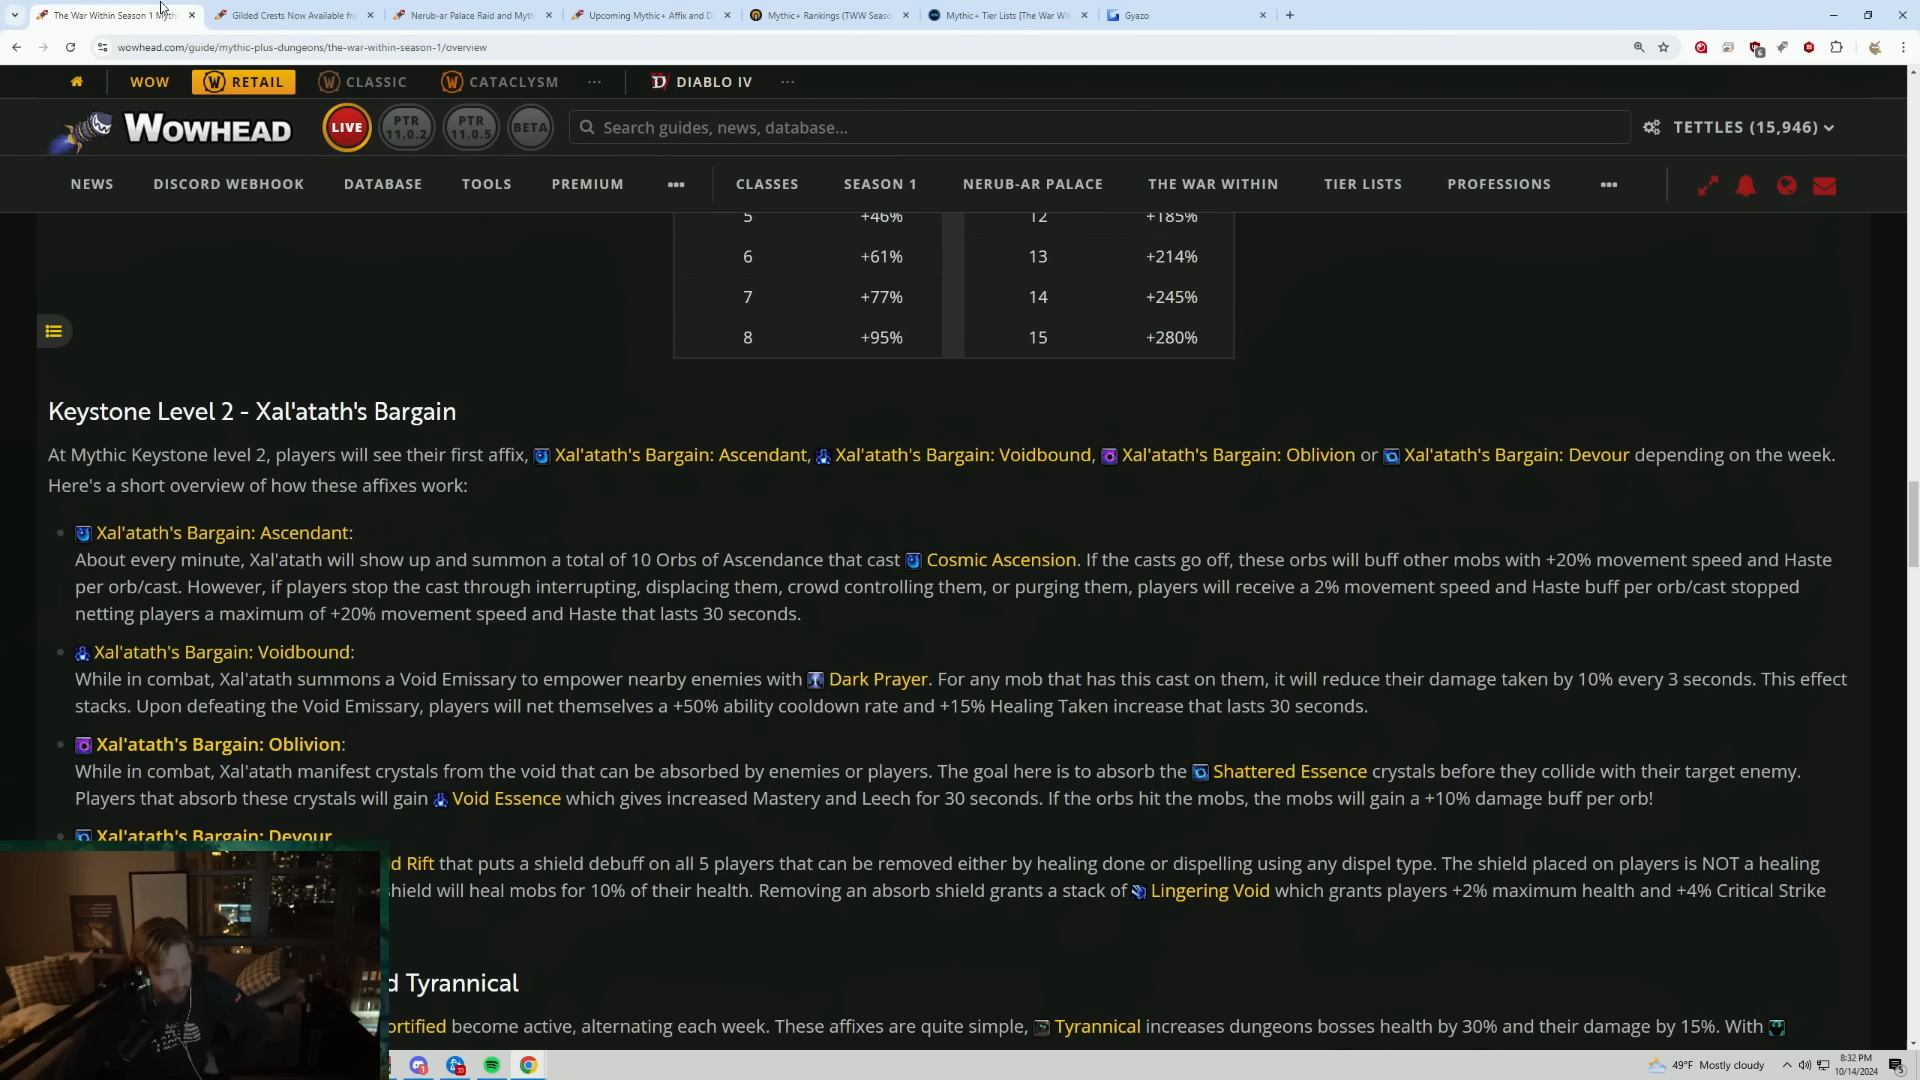 The War Within Season 1 Mythi
Gilded Crests Now Available fr
Nerub-ar Palace Raid and Myth
Upcoming Mythic+ Affix and D
Mythic+ Rankings (TWW Seaso
Mythic+ Tier Lists [The War Wi
Gyazo
wowhead.com/guide/mythic-plus-dungeons/the-war-within-season-1/overview
WOW
RETAIL
CLASSIC
CATACLYSM
DIABLO IV
WOWHEAD
LIVE
PTR 11.0.2
PTR 11.0.5
BETA
Search guides, news, database...
TETTLES (15,946)
NEWS DISCORD WEBHOOK DATABASE TOOLS PREMIUM ••• CLASSES SEASON 1 NERUB-AR PALACE THE WAR WITHIN TIER LISTS PROFESSIONS •••
5 +46% 12 +185%
6 +61% 13 +214%
7 +77% 14 +245%
8 +95% 15 +280%
Keystone Level 2 - Xal'atath's Bargain
At Mythic Keystone level 2, players will see their first affix, Xal'atath's Bargain: Ascendant, Xal'atath's Bargain: Voidbound, Xal'atath's Bargain: Oblivion or Xal'atath's Bargain: Devour depending on the week.
Here's a short overview of how these affixes work:
Xal'atath's Bargain: Ascendant:
About every minute, Xal'atath will show up and summon a total of 10 Orbs of Ascendance that cast Cosmic Ascension. If the casts go off, these orbs will buff other mobs with +20% movement speed and Haste
per orb/cast. However, if players stop the cast through interrupting, displacing them, crowd controlling them, or purging them, players will receive a 2% movement speed and Haste buff per orb/cast stopped
netting players a maximum of +20% movement speed and Haste that lasts 30 seconds.
Xal'atath's Bargain: Voidbound:
While in combat, Xal'atath summons a Void Emissary to empower nearby enemies with Dark Prayer. For any mob that has this cast on them, it will reduce their damage taken by 10% every 3 seconds. This effect
stacks. Upon defeating the Void Emissary, players will net themselves a +50% ability cooldown rate and +15% Healing Taken increase that lasts 30 seconds.
Xal'atath's Bargain: Oblivion:
While in combat, Xal'atath manifest crystals from the void that can be absorbed by enemies or players. The goal here is to absorb the Shattered Essence crystals before they collide with their target enemy.
Players that absorb these crystals will gain Void Essence which gives increased Mastery and Leech for 30 seconds. If the orbs hit the mobs, the mobs will gain a +10% damage buff per orb!
Xal'atath's Bargain: Devour
d Rift that puts a shield debuff on all 5 players that can be removed either by healing done or dispelling using any dispel type. The shield placed on players is NOT a healing
hield will heal mobs for 10% of their health. Removing an absorb shield grants a stack of Lingering Void which grants players +2% maximum health and +4% Critical Strike
d Tyrannical
ortified become active, alternating each week. These affixes are quite simple, Tyrannical increases dungeons bosses health by 30% and their damage by 15%. With
49°F Mostly cloudy
8:32 PM
10/14/2024